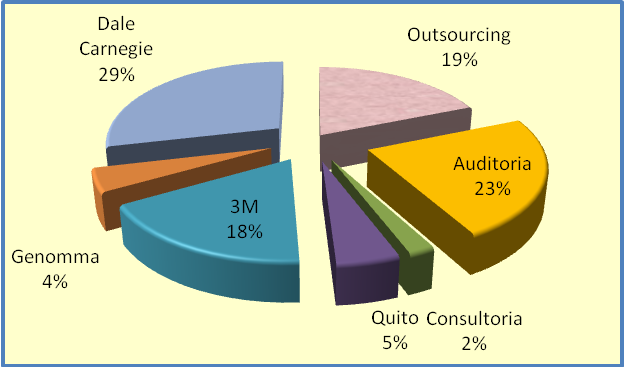 Dale
Carnegie
29%
Outsourcing
19%
Auditoria
23%
3M
18%
Genomma
4%
Quito
5%
Consultoria
2%